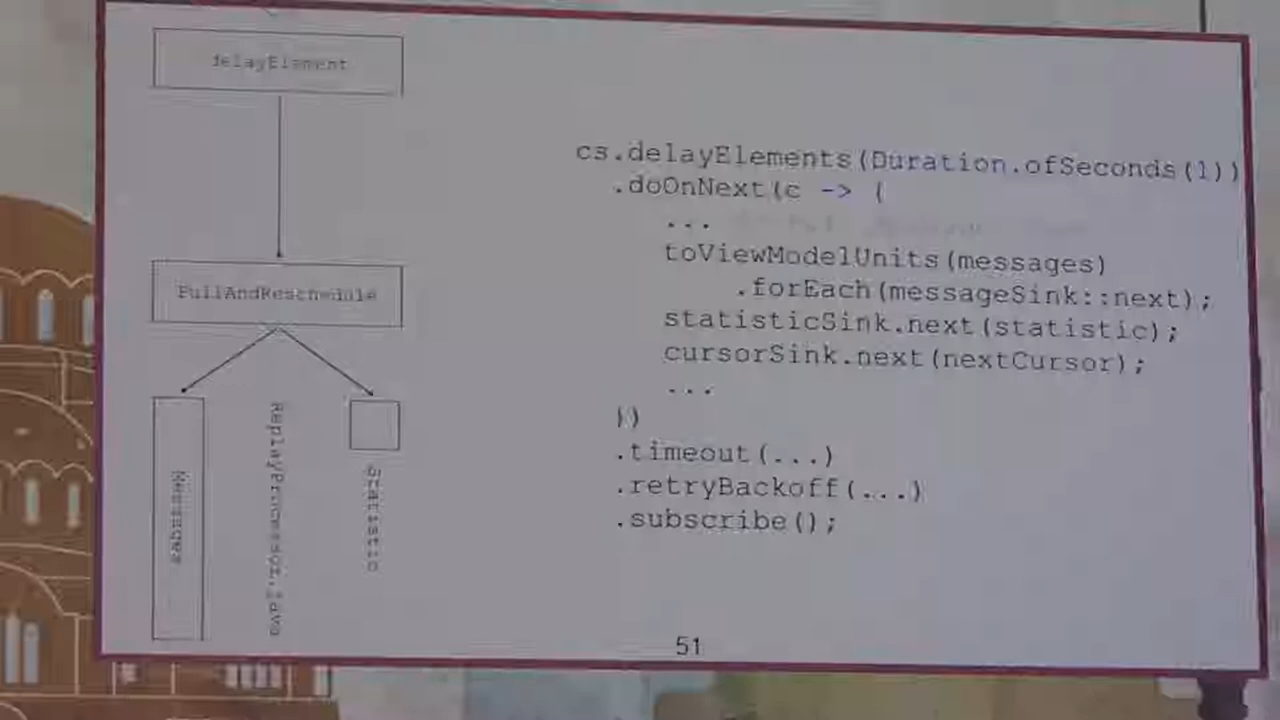 delayElement
PullAndReschedule
Messages
ReplayProcessor.java
Statistic
cs.delayElements(Duration.ofSeconds(1))
.doOnNext(c -> {
...
toViewModelUnits(messages)
.forEach(messageSink::next);
statisticSink.next(statistic);
cursorSink.next(nextCursor);
...
})
.timeout(...)
.retryBackoff(...)
.subscribe();
51